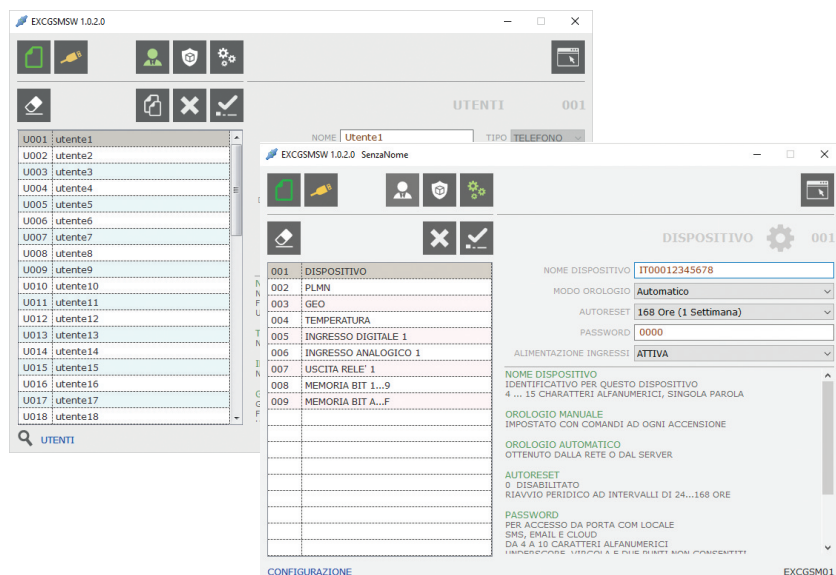 EXCGSMSW 1.0.2.0
UTENTI 001
NOME Utente1 TIPO TELEFONO
U001 utente1
U002 utente2
U003 utente3
U004 utente4
U005 utente5
U006 utente6
U007 utente7
U008 utente8
U009 utente9
U010 utente10
U011 utente11
U012 utente12
U013 utente13
U014 utente14
U015 utente15
U016 utente16
U017 utente17
U018 utente18
UTENTI
EXCGSMSW 1.0.2.0 SenzaNome
DISPOSITIVO 001
001 DISPOSITIVO
002 PLMN
003 GEO
004 TEMPERATURA
005 INGRESSO DIGITALE 1
006 INGRESSO ANALOGICO 1
007 USCITA RELE' 1
008 MEMORIA BIT 1...9
009 MEMORIA BIT A...F
NOME DISPOSITIVO IT00012345678
MODO OROLOGIO Automatico
AUTORESET 168 Ore (1 Settimana)
PASSWORD 0000
ALIMENTAZIONE INGRESSI ATTIVA
NOME DISPOSITIVO
IDENTIFICATIVO PER QUESTO DISPOSITIVO
4 ... 15 CHARATTERI ALFANUMERICI, SINGOLA PAROLA
OROLOGIO MANUALE
IMPOSTATO CON COMANDI AD OGNI ACCENSIONE
OROLOGIO AUTOMATICO
OTTENUTO DALLA RETE O DAL SERVER
AUTORESET
0 DISABILITATO
RIAVVIO PERIDICO AD INTERVALLI DI 24...168 ORE
PASSWORD
PER ACCESSO DA PORTA COM LOCALE
SMS, EMAIL E CLOUD
DA 4 A 10 CARATTERI ALFANUMERICI
UNDERSCORE, VIRGOLA E DUE PUNTI NON CONSENTITI
CONFIGURAZIONE EXCGSM01